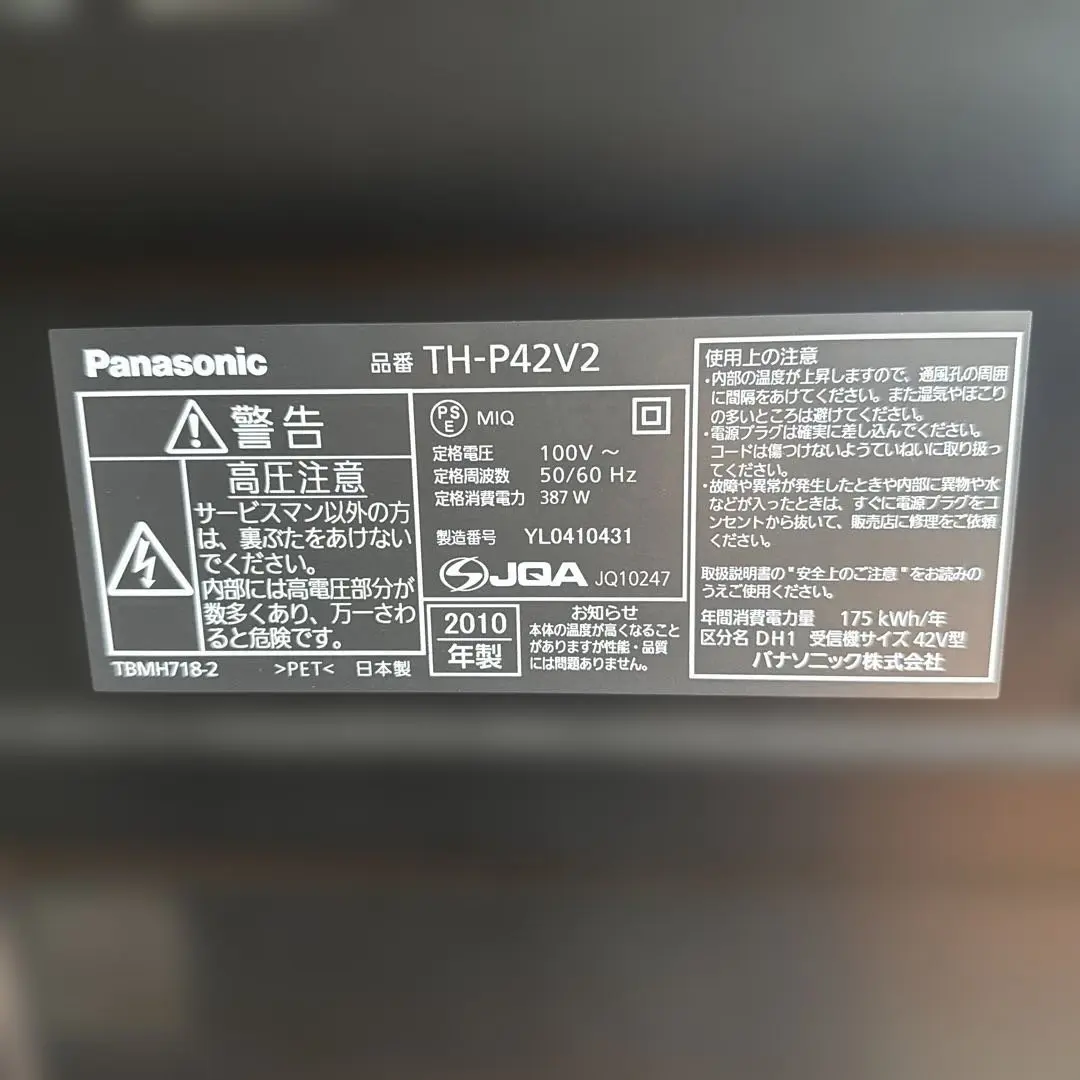 Panasonic 品番 TH-P42V2
警告
高圧注意
サービスマン以外の方
は、裏ぶたをあけない
でください。
内部には高電圧部分が
数多くあり、万一さわ
ると危険です。
TBMH718-2 >PET< 日本製
PS
E
MIQ
定格電圧 100V ~
定格周波数 50/60 Hz
定格消費電力 387 W
製造番号 YL0410431
JQA JQ10247
2010
年製
お知らせ
本体の温度が高くなること
がありますが性能・品質
には問題ありません。
使用上の注意
・内部の温度が上昇しますので、通風孔の周囲
に間隔をあけてください。また湿気やほこり
の多いところは避けてください。
・電源プラグは確実に差し込んでください。
コードは傷つけないようていねいに取り扱っ
てください。
・故障や異常が発生したときや内部に異物や水
などが入ったときは、すぐに電源プラグをコ
ンセントから抜いて、販売店に修理をご依頼
ください。
取扱説明書の"安全上のご注意"をお読みの
うえご使用ください。
年間消費電力量 175 kWh/年
区分名 DH1 受信機サイズ 42V型
パナソニック株式会社